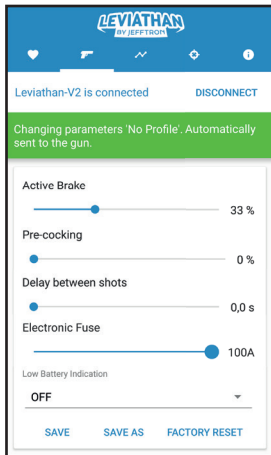 LEVIATHAN
BY JEFFTRON
Leviathan-V2 is connected
DISCONNECT
Changing parameters 'No Profile'. Automatically
sent to the gun.
Active Brake
33 %
Pre-cocking
0 %
Delay between shots
0,0 s
Electronic Fuse
100A
Low Battery Indication
OFF
SAVE
SAVE AS
FACTORY RESET